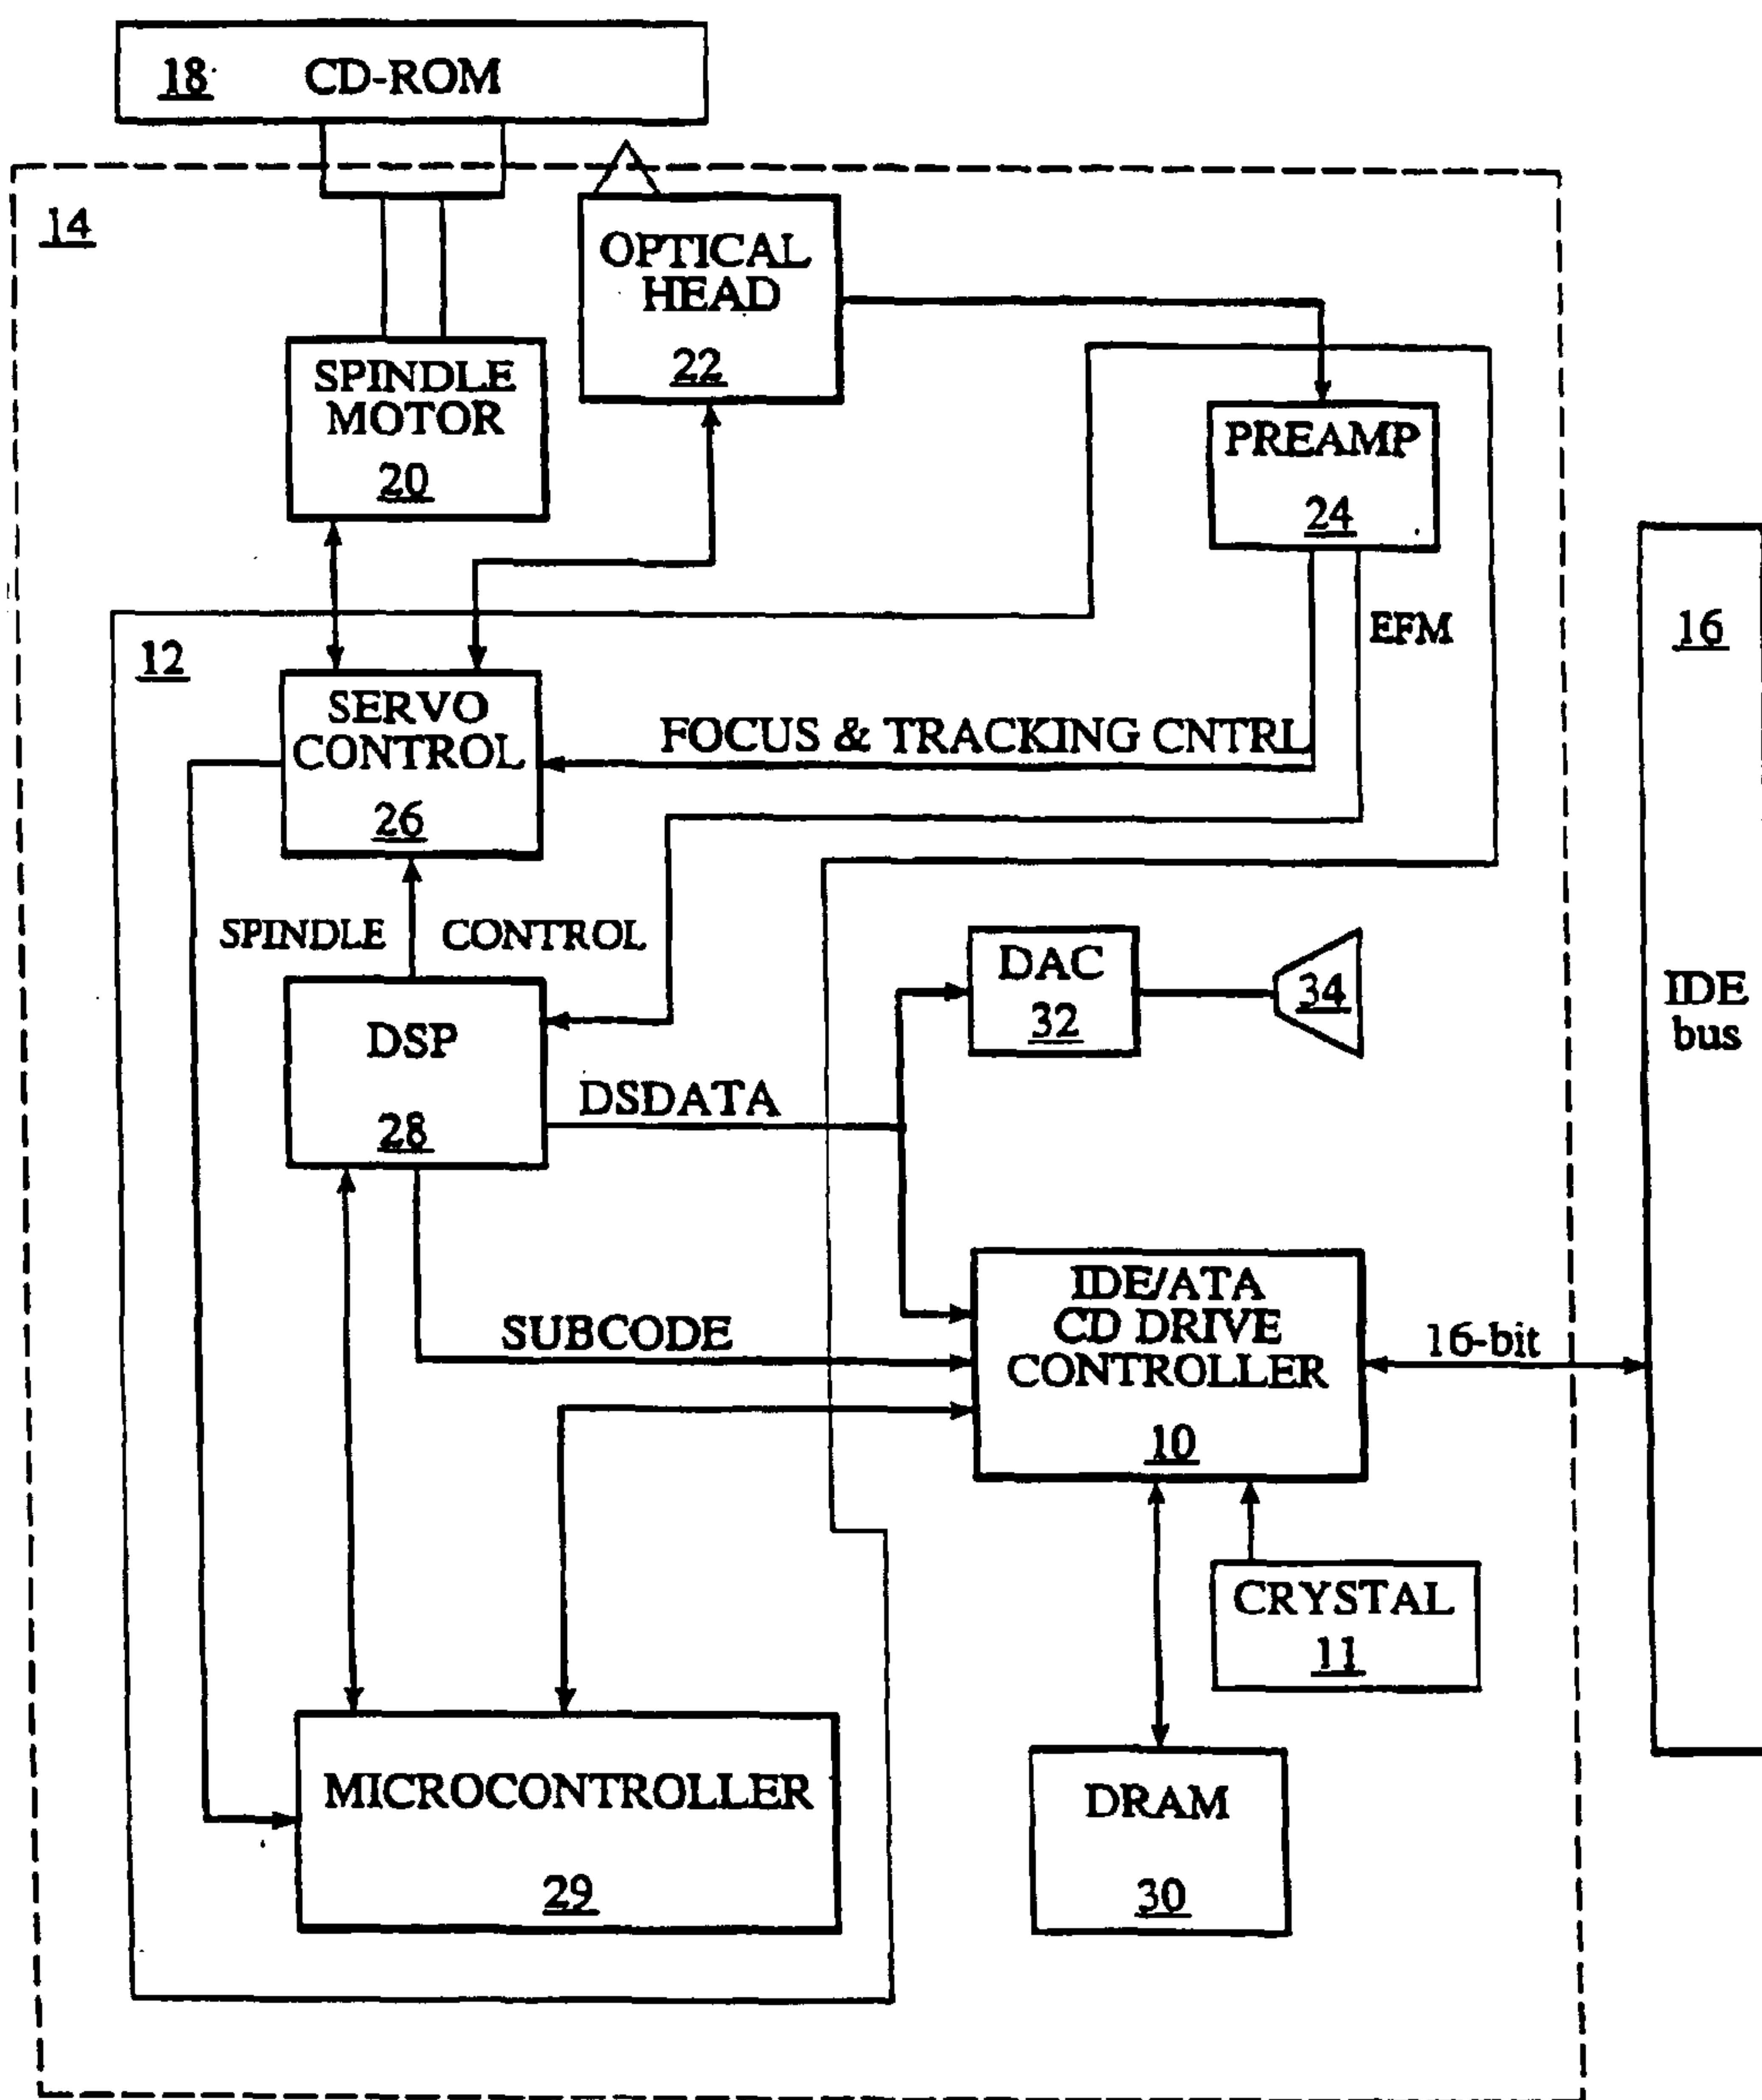 18 CD-ROM
14
OPTICAL
HEAD
22
SPINDLE
MOTOR
20
PREAMP
24
EFM
16
12
SERVO
CONTROL
26
FOCUS & TRACKING CNTRL
SPINDLE CONTROL
DAC
32
34
IDE
bus
DSP
28
DSDATA
IDE/ATA
CD DRIVE
CONTROLLER
10
16-bit
SUBCODE
CRYSTAL
11
MICROCONTROLLER
29
DRAM
30